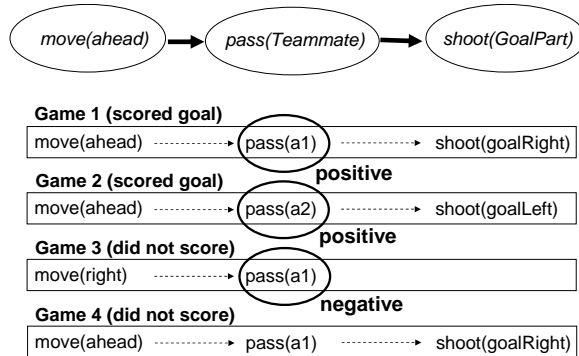 move(ahead) pass(Teammate) shoot(GoalPart)
Game 1 (scored goal)
move(ahead) pass(a1) shoot(goalRight)
positive
Game 2 (scored goal)
move(ahead) pass(a2) shoot(goalLeft)
positive
Game 3 (did not score)
move(right) pass(a1)
negative
Game 4 (did not score)
move(ahead) pass(a1) shoot(goalRight)